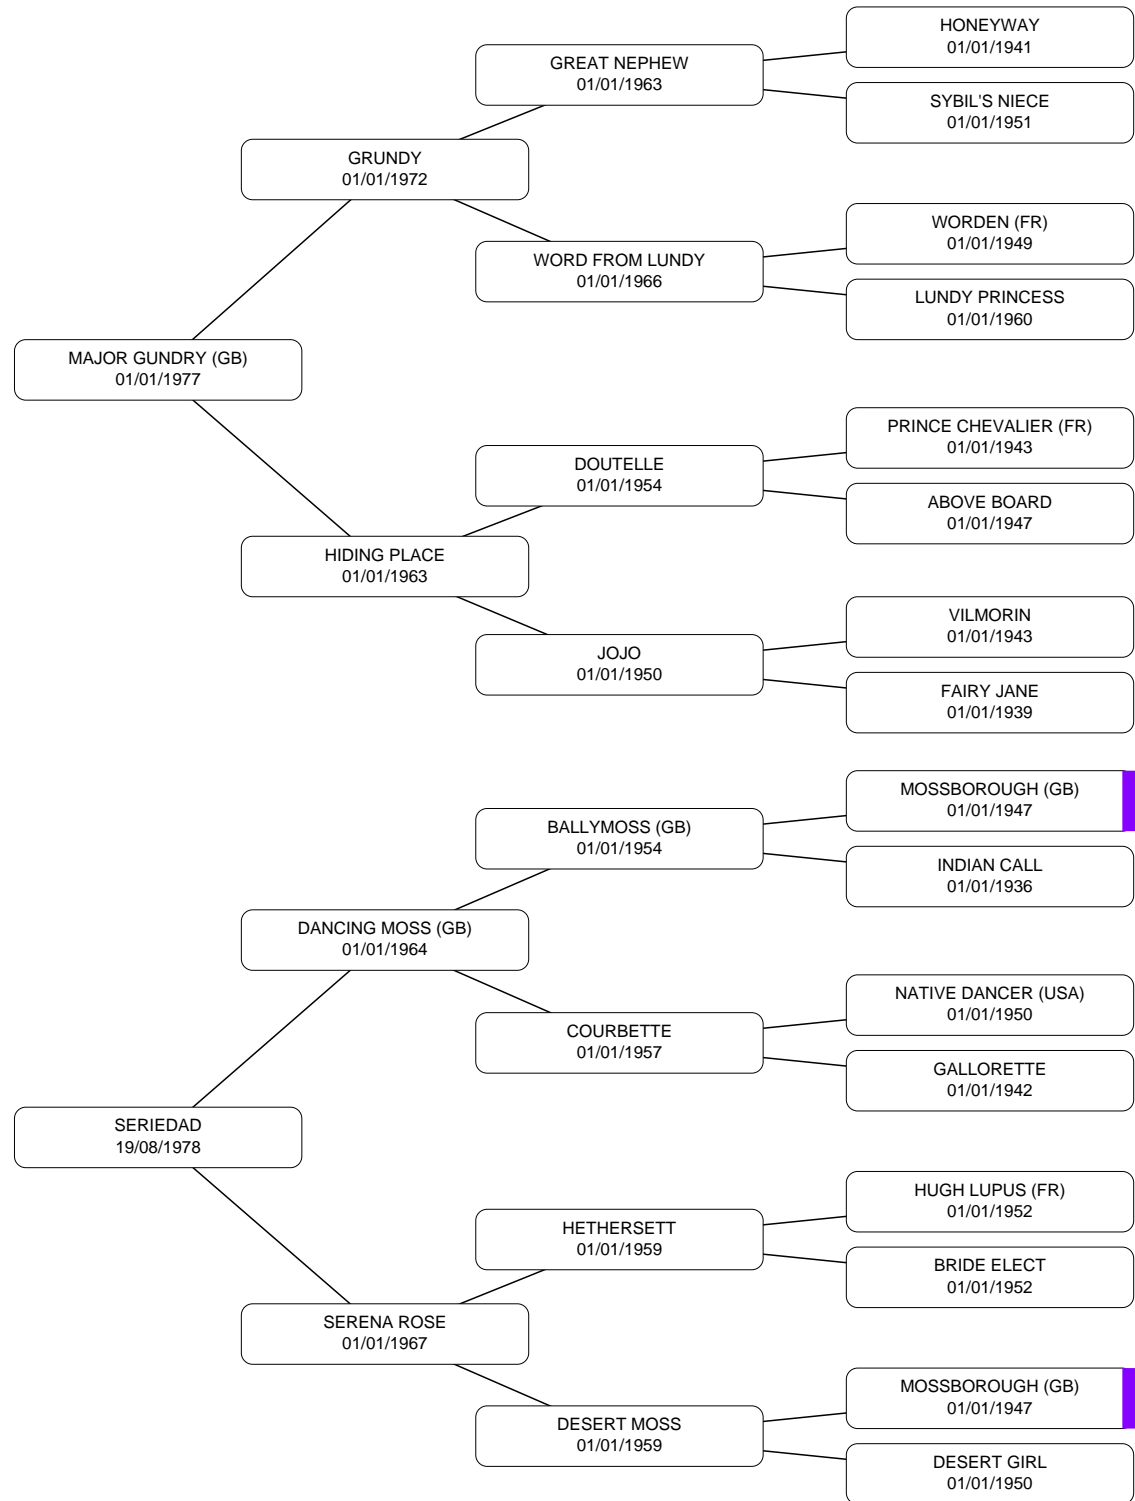 HONEYWAY
01/01/1941
GREAT NEPHEW
01/01/1963
SYBIL'S NIECE
01/01/1951
GRUNDY
01/01/1972
WORDEN (FR)
01/01/1949
WORD FROM LUNDY
01/01/1966
LUNDY PRINCESS
01/01/1960
MAJOR GUNDRY (GB)
01/01/1977
PRINCE CHEVALIER (FR)
01/01/1943
DOUTELLE
01/01/1954
ABOVE BOARD
01/01/1947
HIDING PLACE
01/01/1963
VILMORIN
01/01/1943
JOJO
01/01/1950
FAIRY JANE
01/01/1939
MOSSBOROUGH (GB)
01/01/1947
BALLYMOSS (GB)
01/01/1954
INDIAN CALL
01/01/1936
DANCING MOSS (GB)
01/01/1964
NATIVE DANCER (USA)
01/01/1950
COURBETTE
01/01/1957
GALLORETTE
01/01/1942
SERIEDAD
19/08/1978
HUGH LUPUS (FR)
01/01/1952
HETHERSETT
01/01/1959
BRIDE ELECT
01/01/1952
SERENA ROSE
01/01/1967
MOSSBOROUGH (GB)
01/01/1947
DESERT MOSS
01/01/1959
DESERT GIRL
01/01/1950